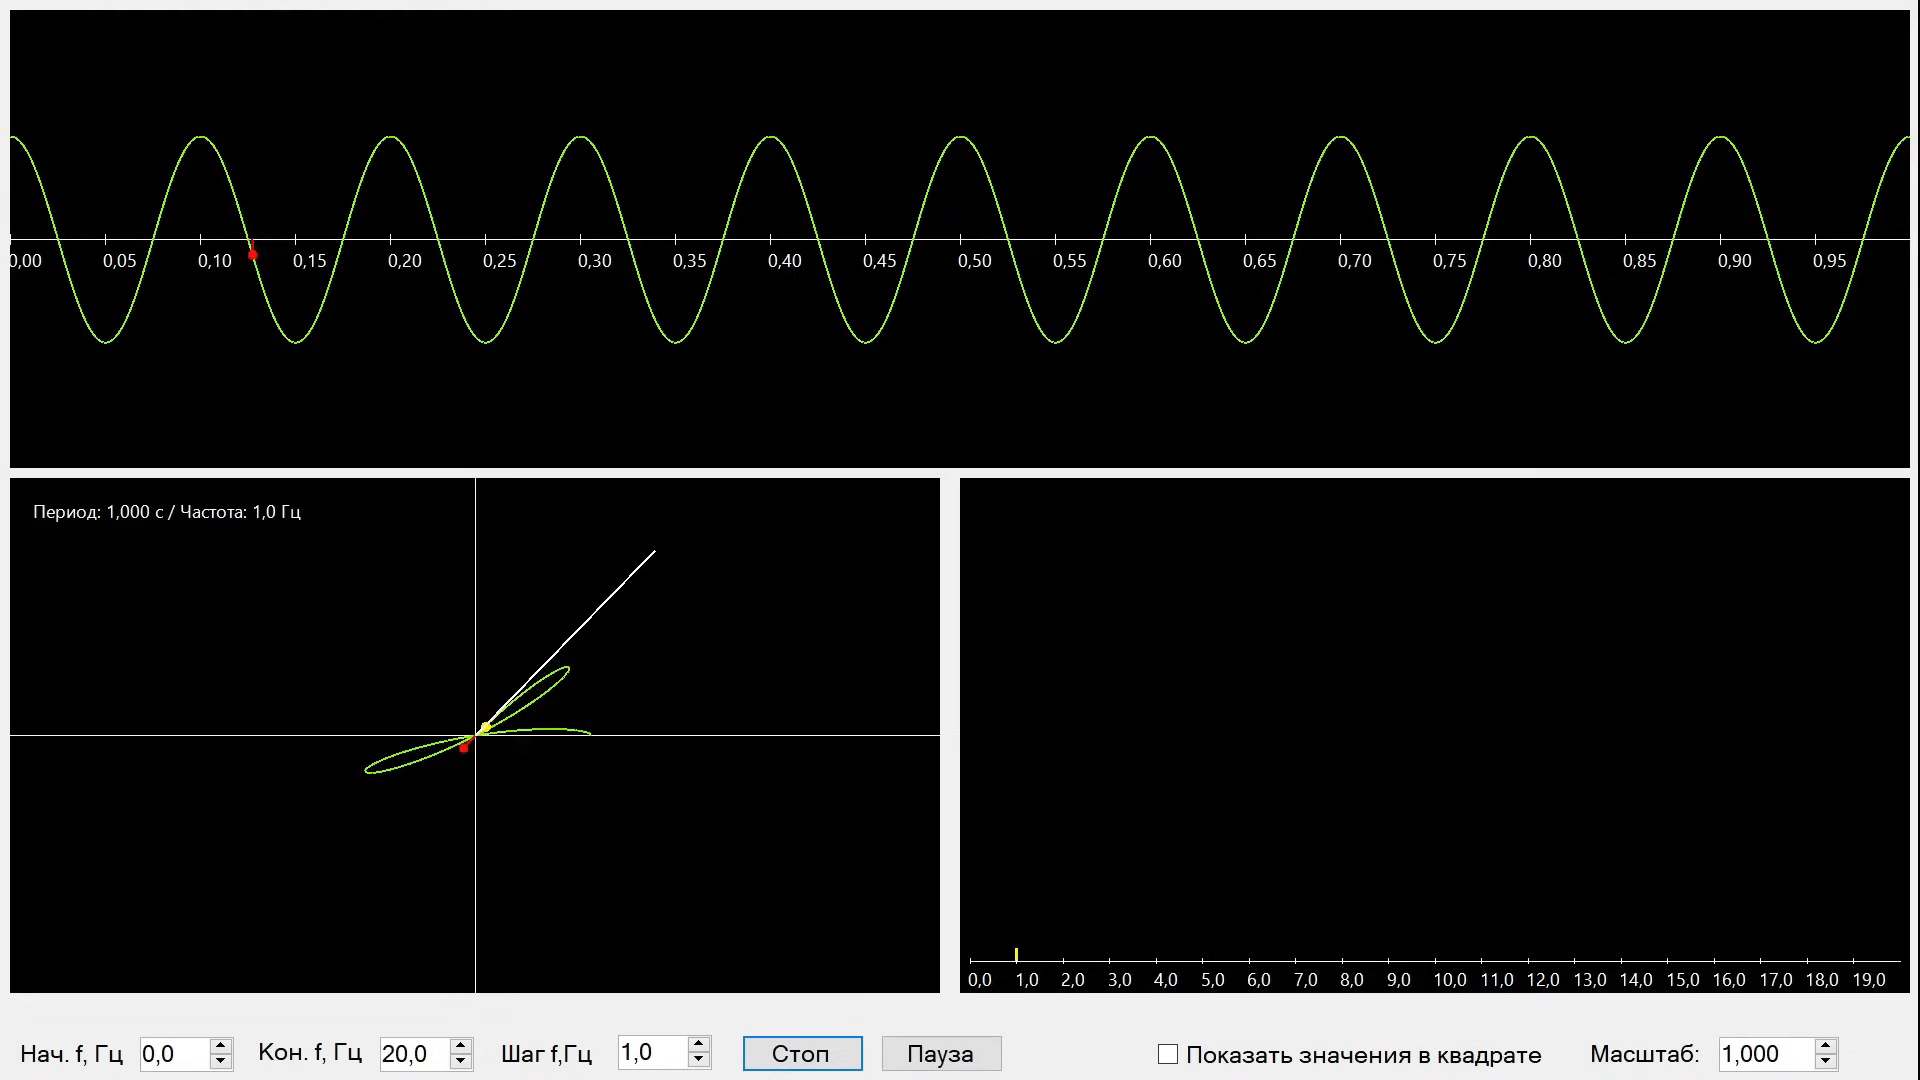 0,00 0,05 0,10 0,15 0,20 0,25 0,30 0,35 0,40 0,45 0,50 0,55 0,60 0,65 0,70 0,75 0,80 0,85 0,90 0,95
Период: 1,000 с / Частота: 1,0 Гц
0,0 1,0 2,0 3,0 4,0 5,0 6,0 7,0 8,0 9,0 10,0 11,0 12,0 13,0 14,0 15,0 16,0 17,0 18,0 19,0
Нач. f, Гц 0,0 Кон. f, Гц 20,0 Шаг f,Гц 1,0 Стоп Пауза Показать значения в квадрате Масштаб: 1,000